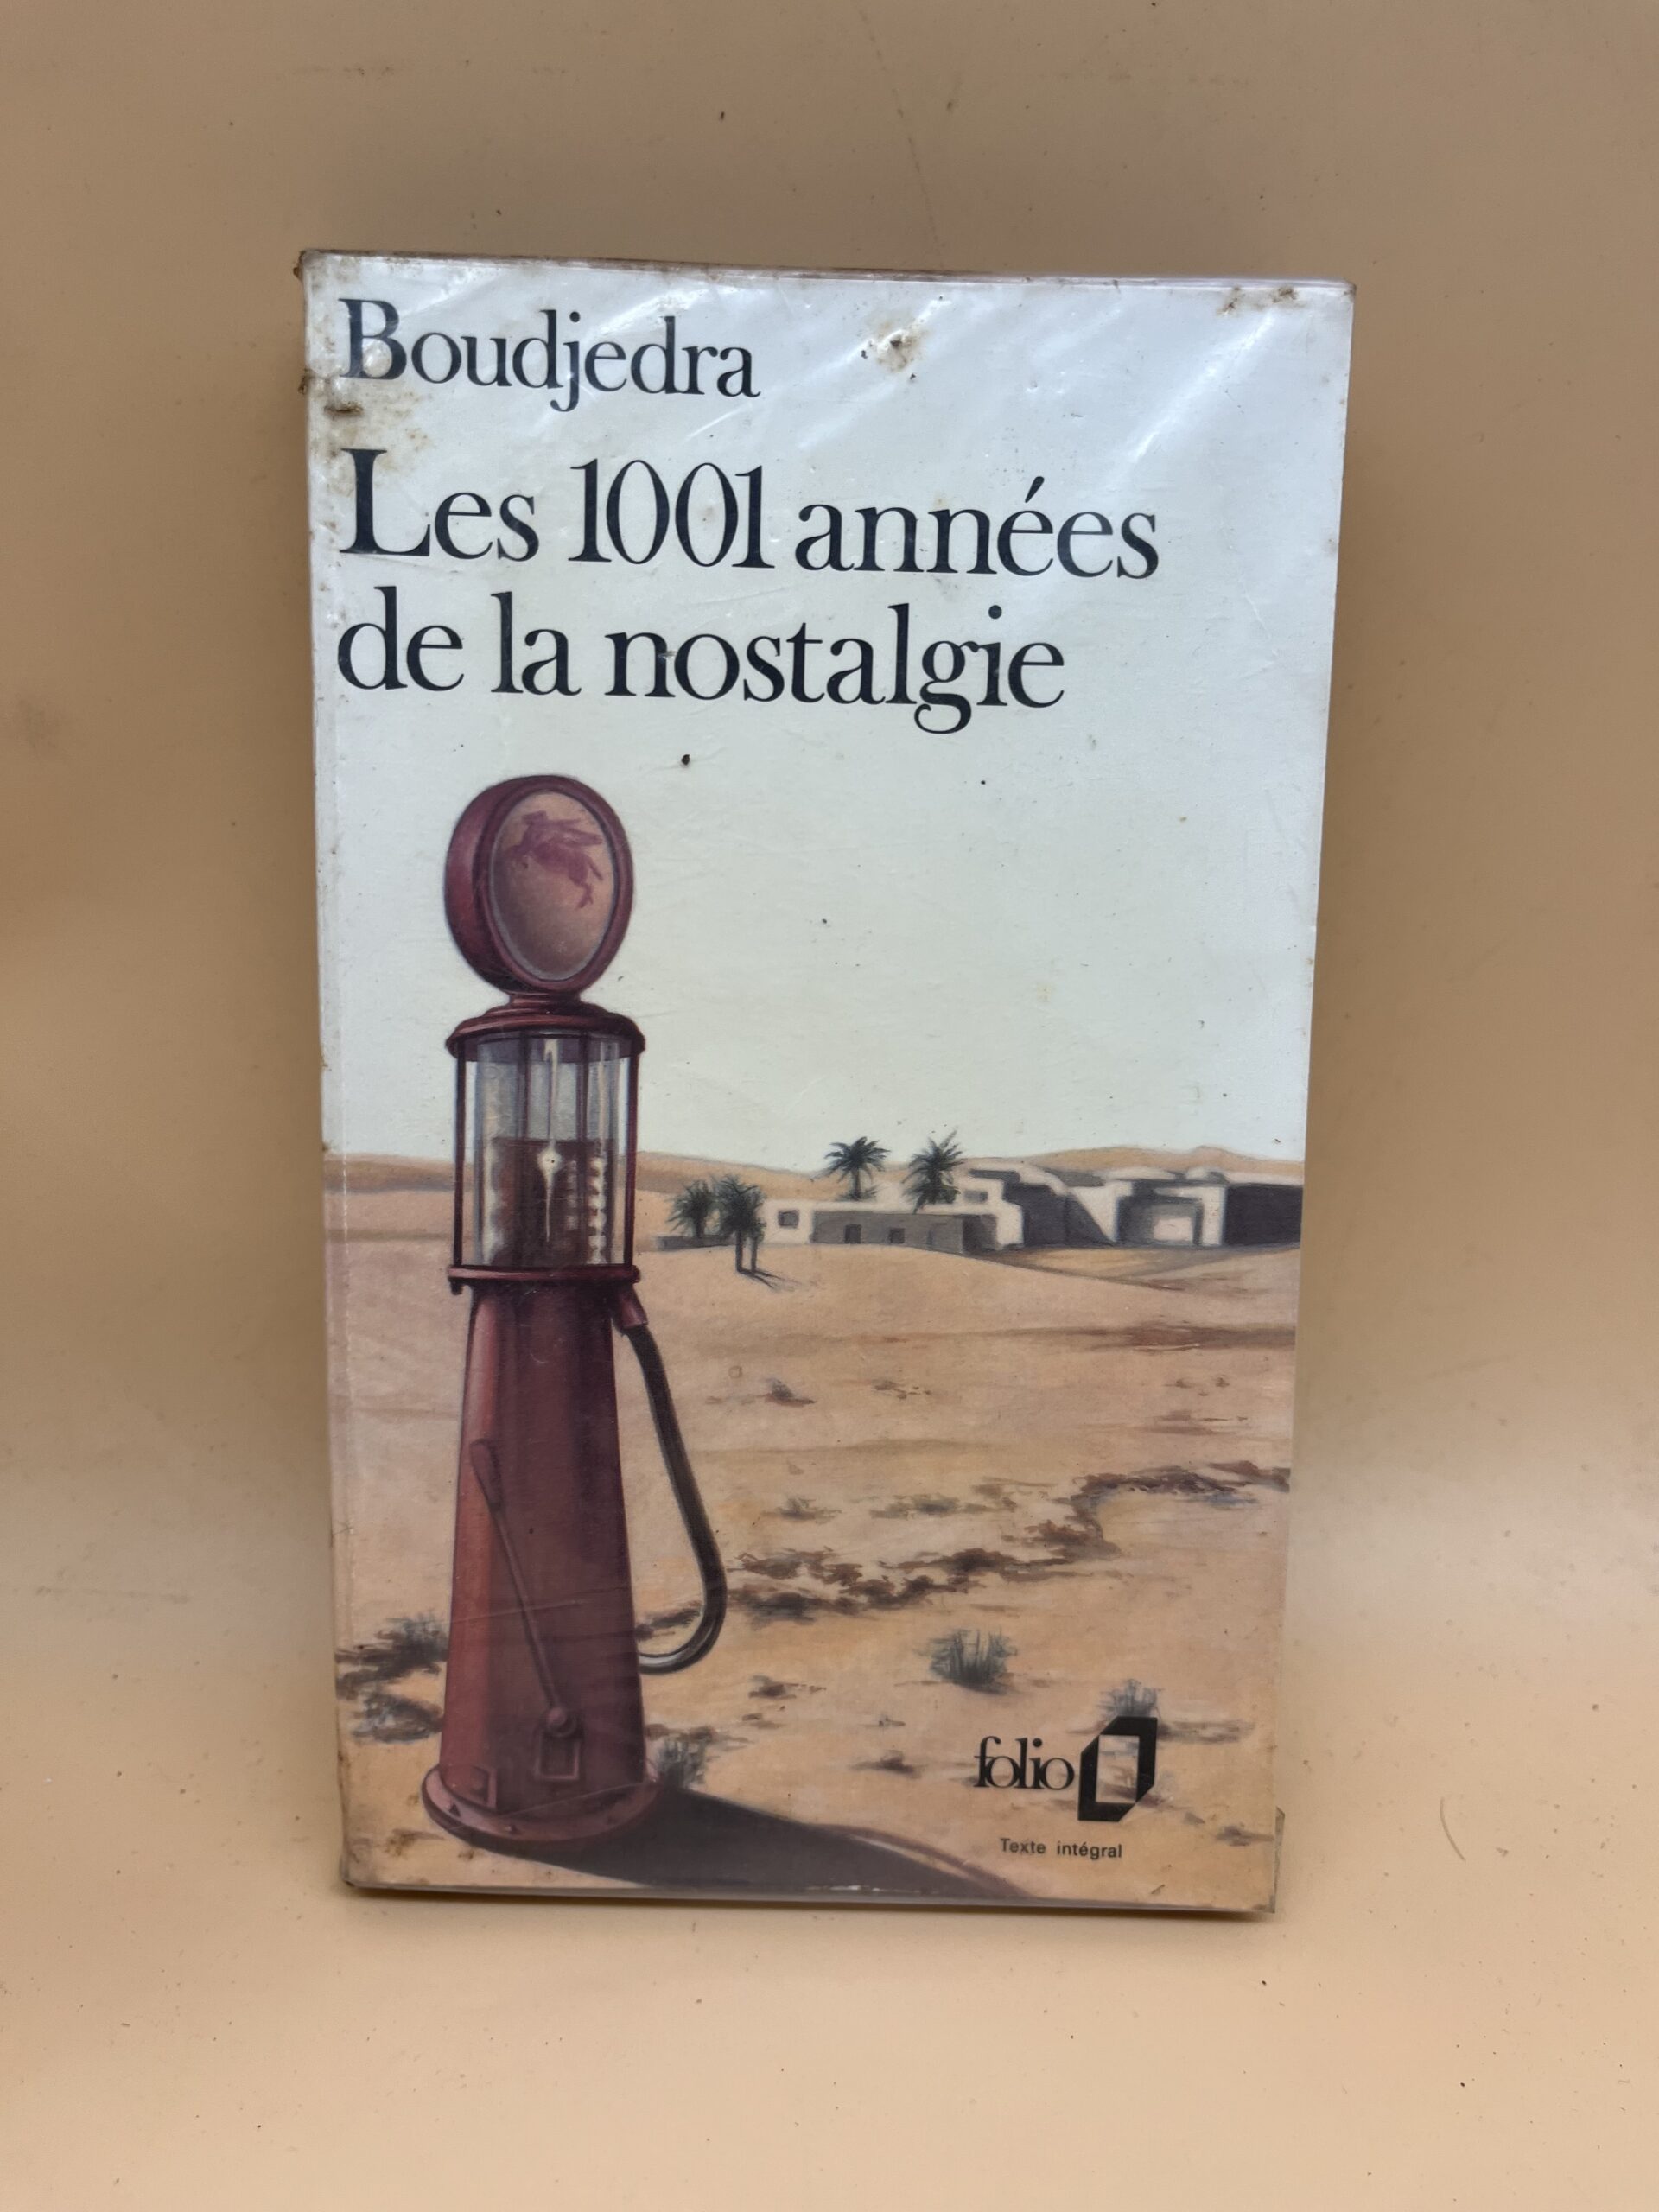 Boudjedra
Les 1001 années
de la nostalgie
folio
Texte intégral